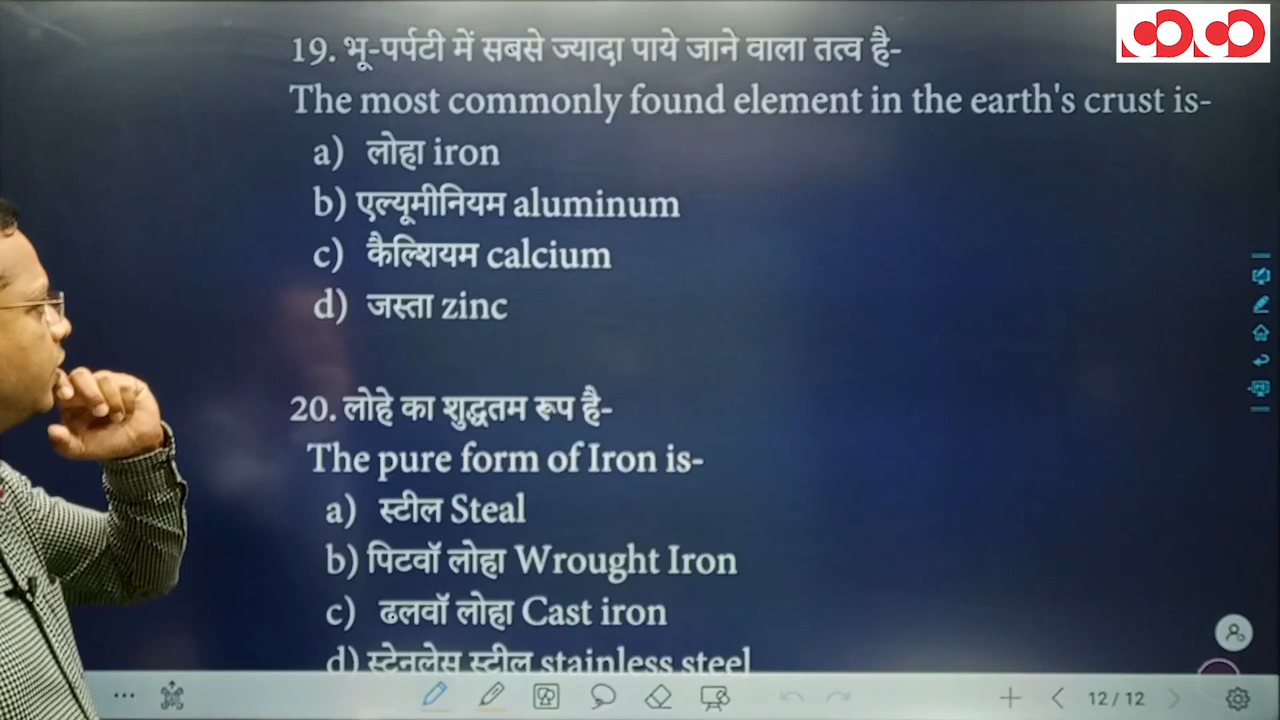 19. भू-पर्पटी में सबसे ज्यादा पाये जाने वाला तत्व है-
The most commonly found element in the earth's crust is-
a) लोहा iron
b) एल्यूमीनियम aluminum
c) कैल्शियम calcium
d) जस्ता zinc
20. लोहे का शुद्धतम रूप है-
The pure form of Iron is-
a) स्टील Steal
b) पिटवॉ लोहा Wrought Iron
c) ढलवॉ लोहा Cast iron
d) स्टेनलेस स्टील stainless steel
12 / 12